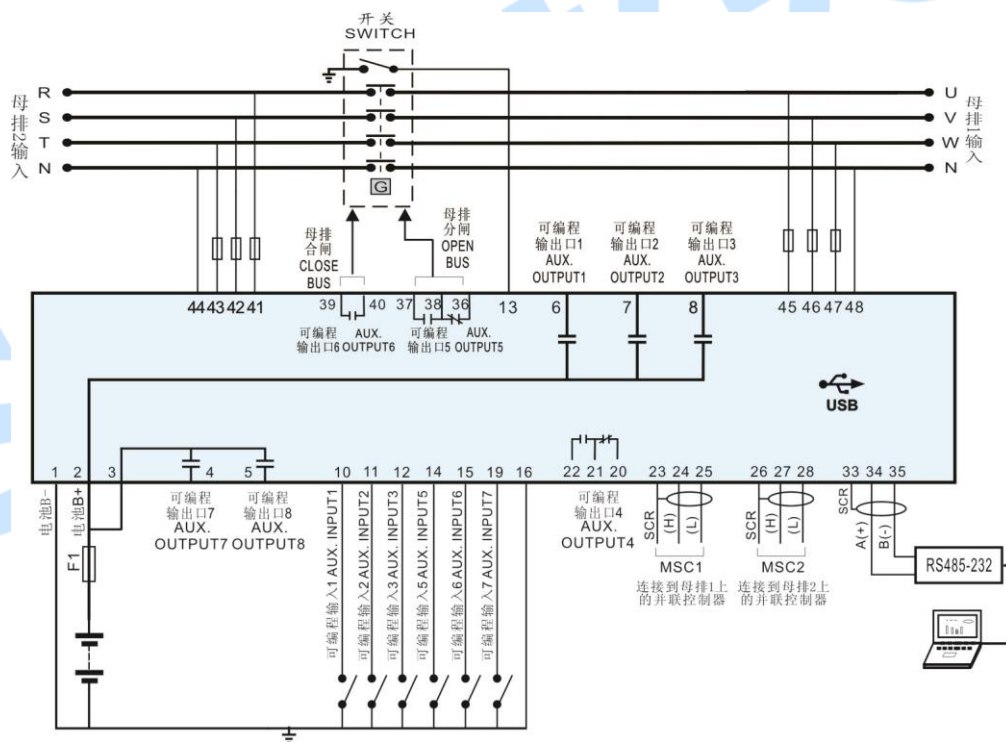 开关
SWITCH
R
S
T
N
母排2输入
U
V
W
N
母排1输入
G
母排
合闸
CLOSE
BUS
母排
分闸
OPEN
BUS
可编程
输出口1
AUX.
OUTPUT1
可编程
输出口2
AUX.
OUTPUT2
可编程
输出口3
AUX.
OUTPUT3
44 43 42 41
39 40 37 38 36 13 6 7 8
45 46 47 48
可编程 AUX.
输出口6 OUTPUT6
可编程 AUX.
输出口5 OUTPUT5
USB
1 2 3 4 5 10 11 12 14 15 19 16
22 21 20 23 24 25 26 27 28 33 34 35
电池B-
电池B+
F1
可编程
输出口7
AUX.
OUTPUT7
可编程
输出口8
AUX.
OUTPUT8
可编程输入1 AUX. INPUT1
可编程输入2 AUX. INPUT2
可编程输入3 AUX. INPUT3
可编程输入5 AUX. INPUT5
可编程输入6 AUX. INPUT6
可编程输入7 AUX. INPUT7
可编程
输出口4
AUX.
OUTPUT4
SCR
(H)
(L)
MSC1
连接到母排1上
的并联控制器
SCR
(H)
(L)
MSC2
连接到母排2上
的并联控制器
SCR
A(+)
B(-)
RS485-232